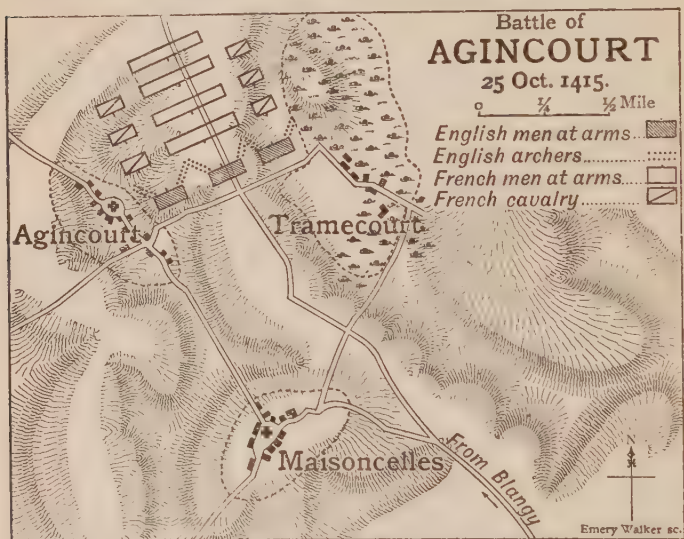 Battle of
AGINCOURT
25 Oct. 1415.
0 ¼ ½ Mile
English men at arms...
English archers...........
French men at arms....
French cavalry.........
Agincourt
Tramecourt
Maisoncelles
From Blangy
N
Emery Walker sc.